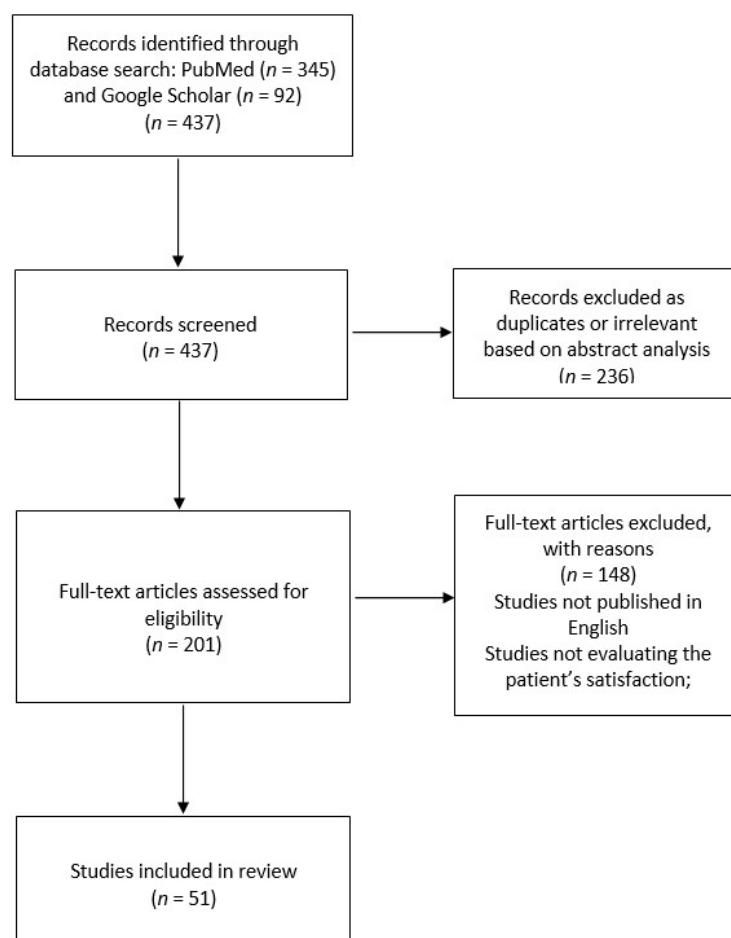 Records identified through
database search: PubMed (n = 345)
and Google Scholar (n = 92)
(n = 437)
Records screened
(n = 437)
Records excluded as
duplicates or irrelevant
based on abstract analysis
(n = 236)
Full-text articles assessed for
eligibility
(n = 201)
Full-text articles excluded,
with reasons
(n = 148)
Studies not published in
English
Studies not evaluating the
patient’s satisfaction;
Studies included in review
(n = 51)